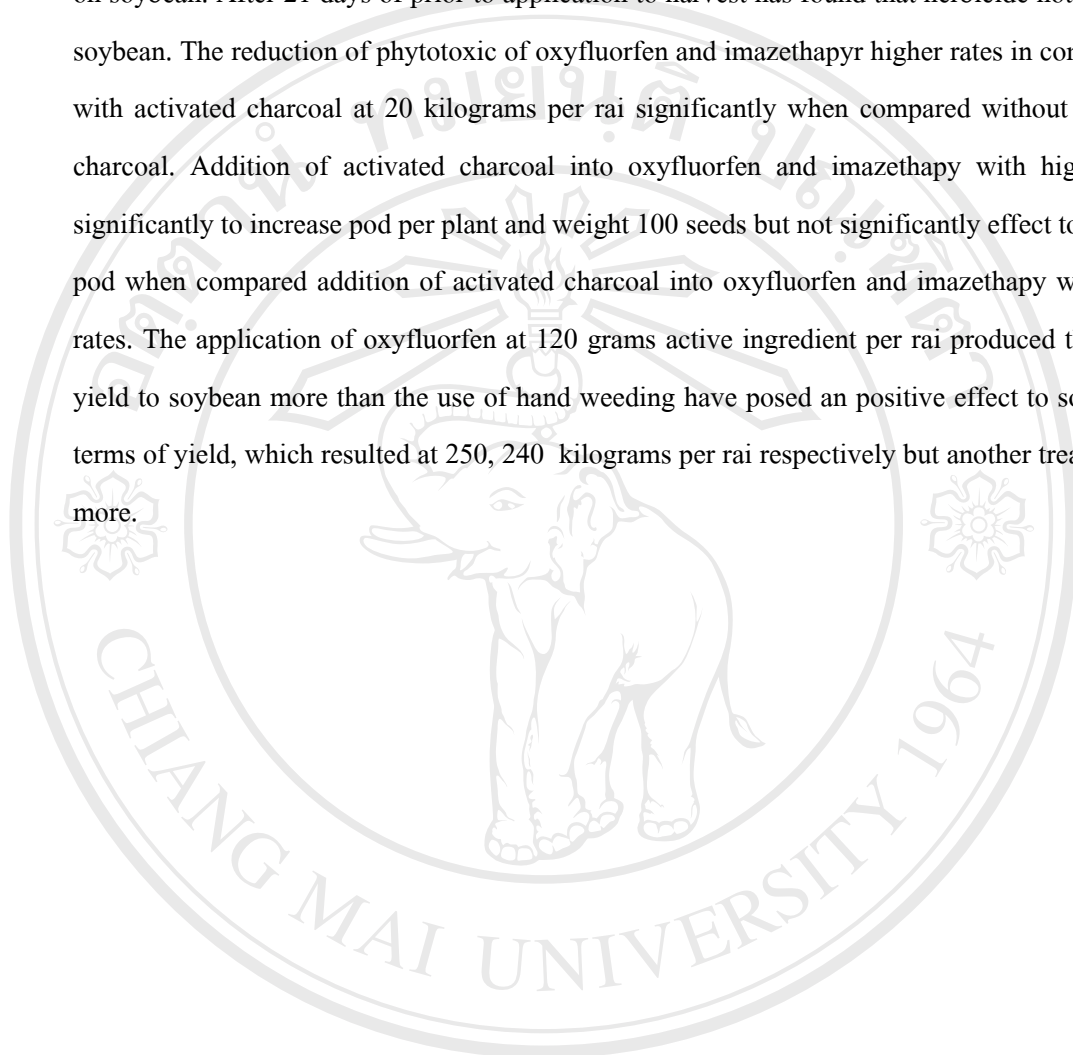 on soybean. After 21 days of prior to application to harvest has found that herbicide not
soybean. The reduction of phytotoxic of oxyfluorfen and imazethapyr higher rates in
with activated charcoal at 20 kilograms per rai significantly when compared without
charcoal. Addition of activated charcoal into oxyfluorfen and imazethapy with
significantly to increase pod per plant and weight 100 seeds but not significantly effect
pod when compared addition of activated charcoal into oxyfluorfen and imazethapy
rates. The application of oxyfluorfen at 120 grams active ingredient per rai produced
yield to soybean more than the use of hand weeding have posed an positive effect to
terms of yield, which resulted at 250, 240 kilograms per rai respectively but another
more.
CHIANG MAI UNIVERSITY 1964